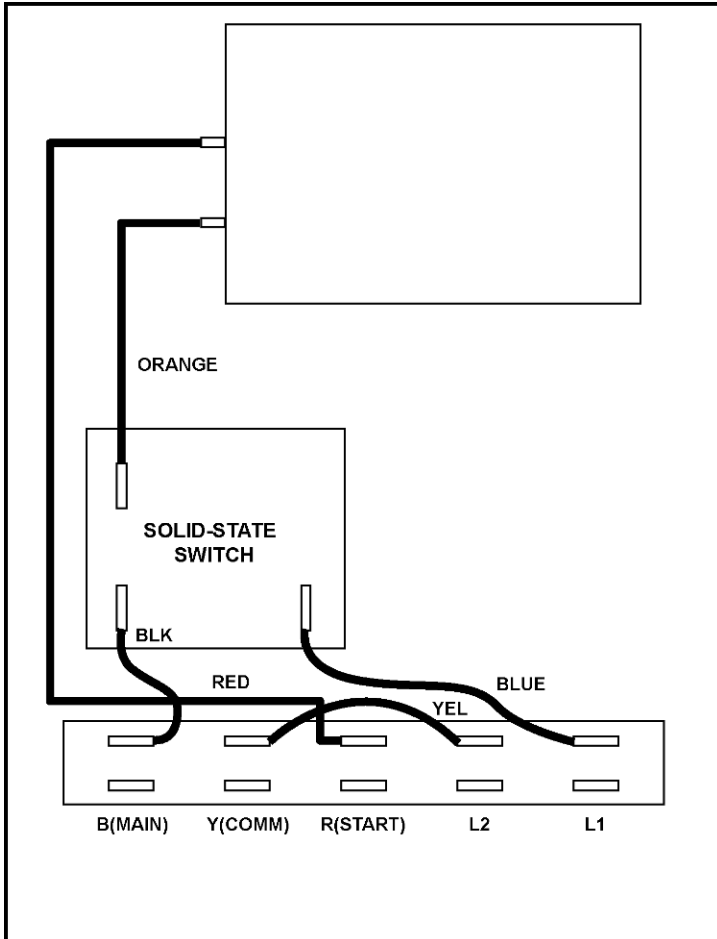 ORANGE
SOLID-STATE
SWITCH
BLK
RED
BLUE
YEL
B(MAIN)
Y(COMM)
R(START)
L2
L1